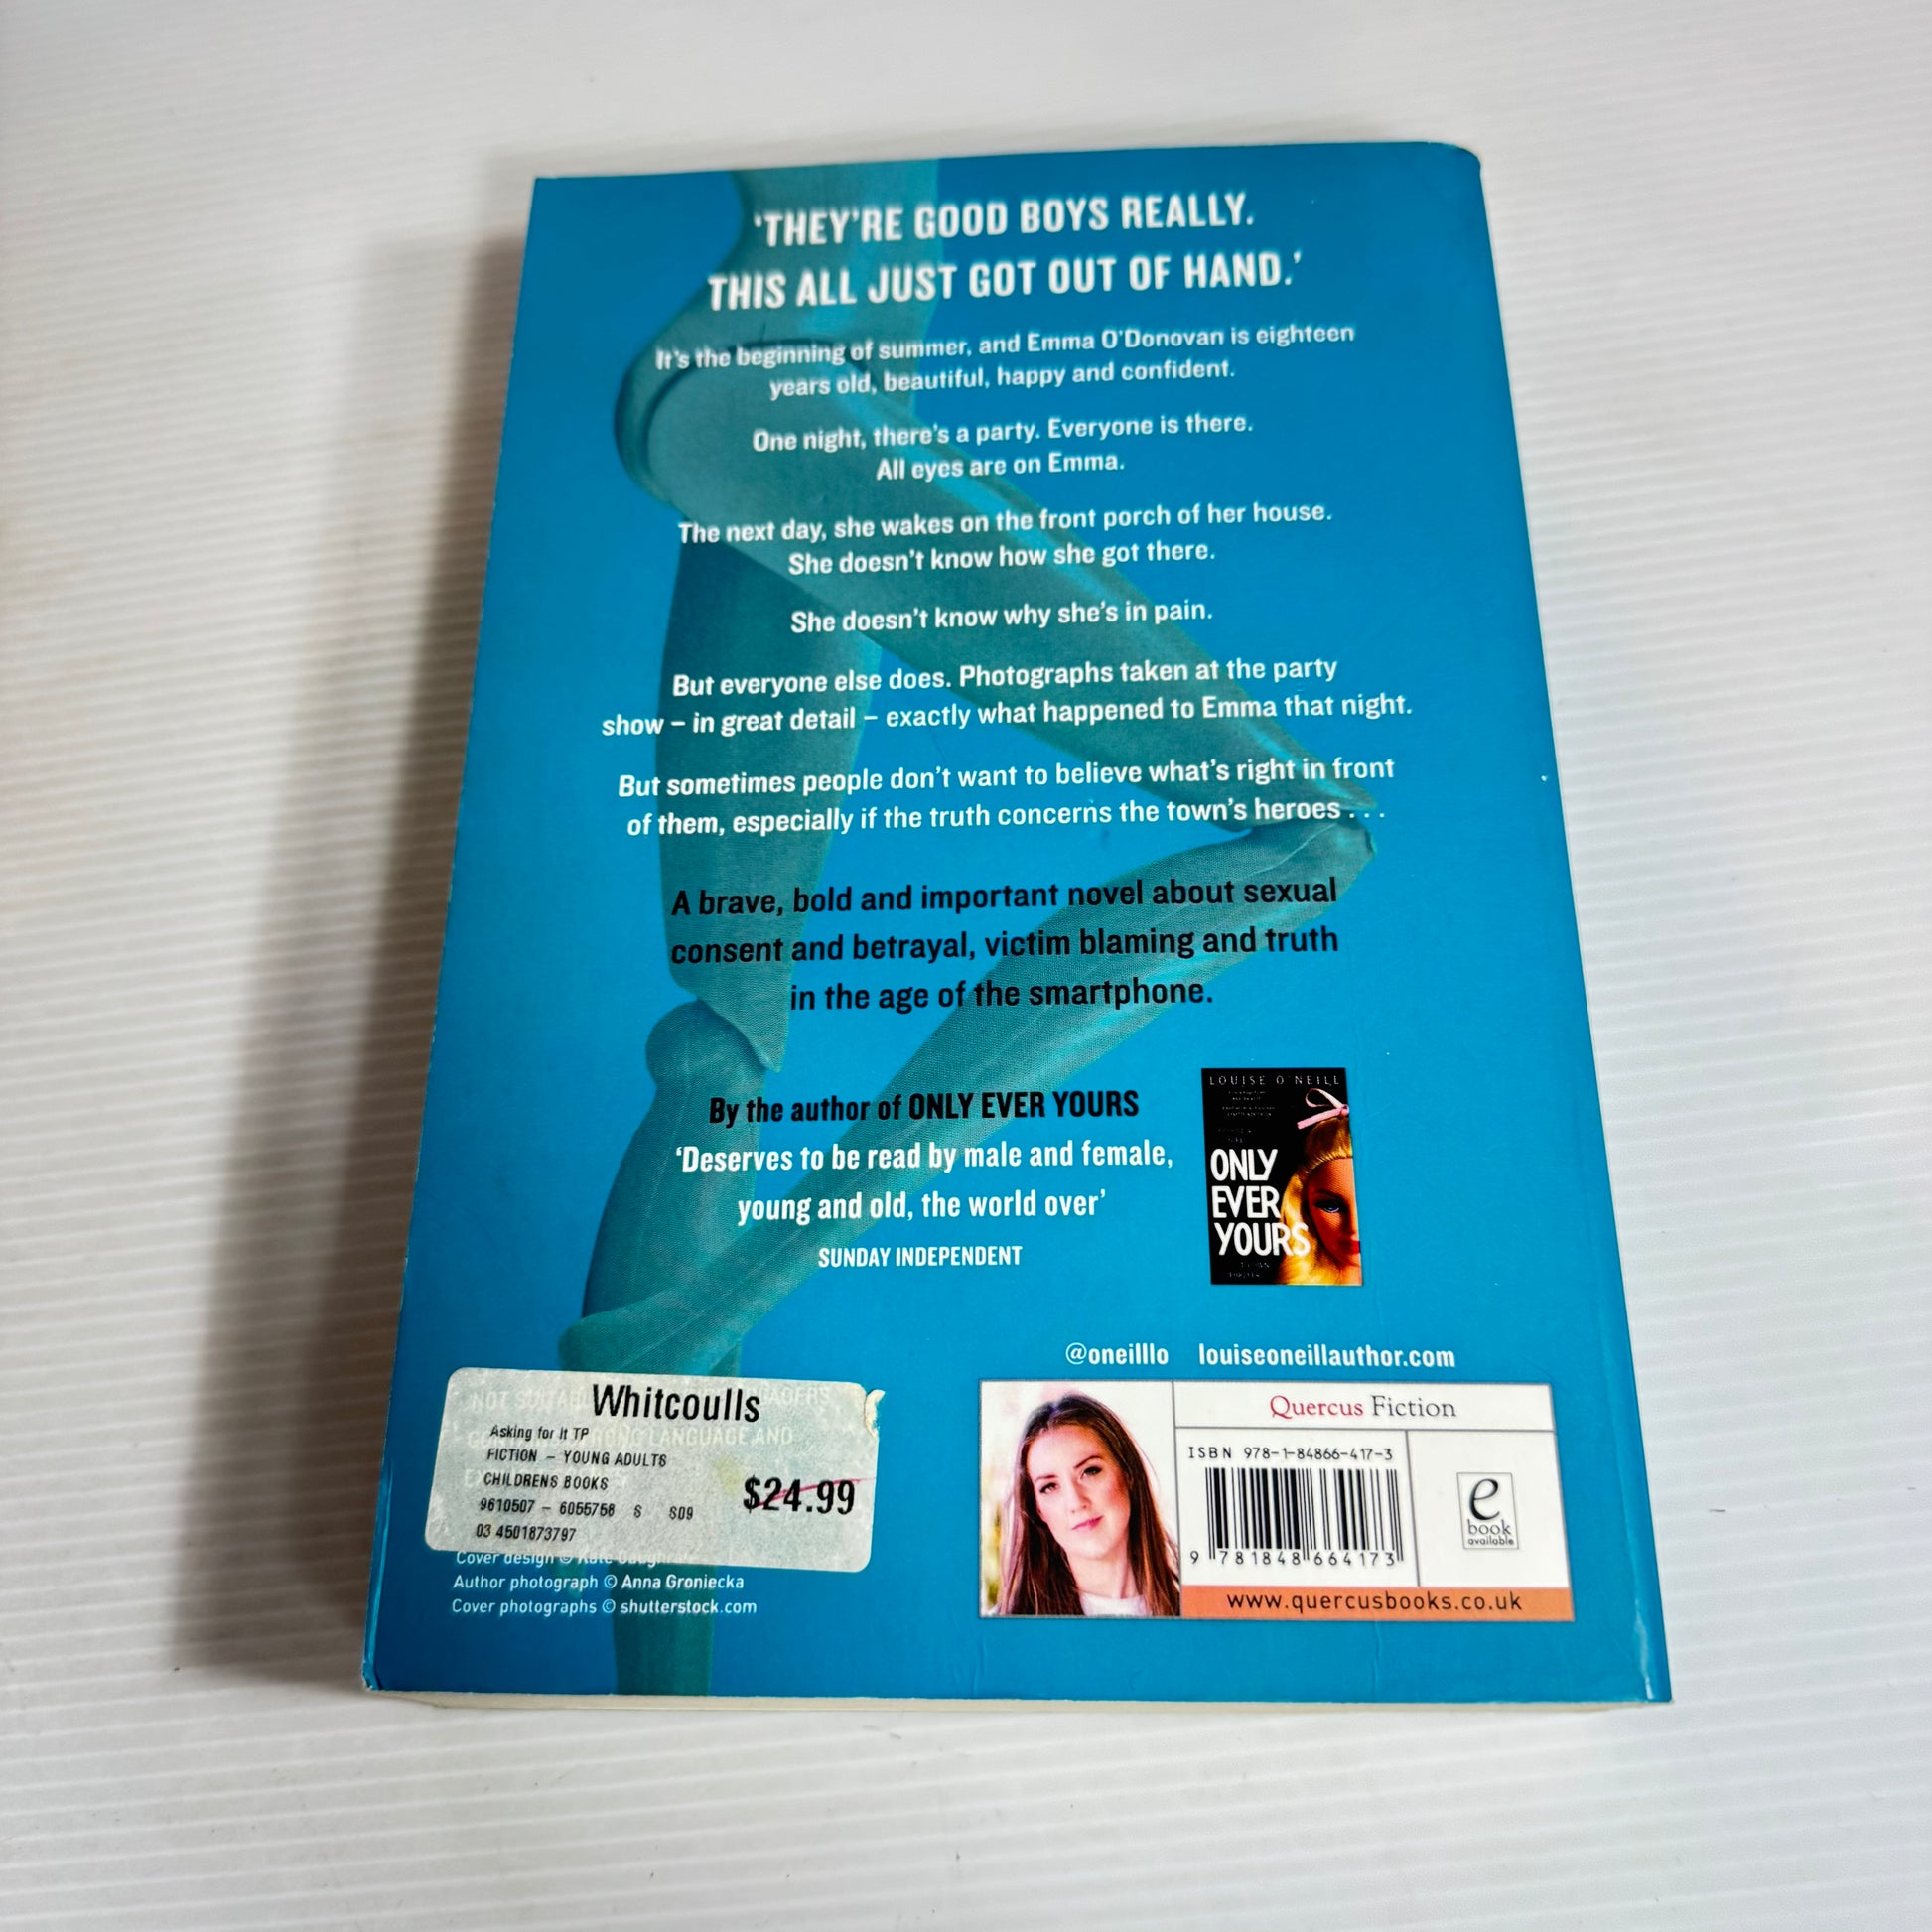 ‘THEY’RE GOOD BOYS REALLY.
THIS ALL JUST GOT OUT OF HAND.’
It’s the beginning of summer, and Emma O’Donovan is eighteen
years old, beautiful, happy and confident.
One night, there’s a party. Everyone is there.
All eyes are on Emma.
The next day, she wakes on the front porch of her house.
She doesn’t know how she got there.
She doesn’t know why she’s in pain.
But everyone else does. Photographs taken at the party
show – in great detail – exactly what happened to Emma that night.
But sometimes people don’t want to believe what’s right in front
of them, especially if the truth concerns the town’s heroes . . .
A brave, bold and important novel about sexual
consent and betrayal, victim blaming and truth
in the age of the smartphone.
By the author of ONLY EVER YOURS
‘Deserves to be read by male and female,
young and old, the world over’
SUNDAY INDEPENDENT
LOUISE O'NEILL
ONLY
EVER
YOURS
@oneilllo louiseoneillauthor.com
NOT
Whitcoulls
Asking for It TP
LANGUAGE AND
FICTION – YOUNG ADULTS
CHILDRENS BOOKS
$24.99
9610507 – 6055758 S S09
03 4501873797
Cover design ©
Author photograph © Anna Groniecka
Cover photographs © shutterstock.com
Quercus Fiction
ISBN 978-1-84866-417-3
9 781848 664173
e
book
available
www.quercusbooks.co.uk